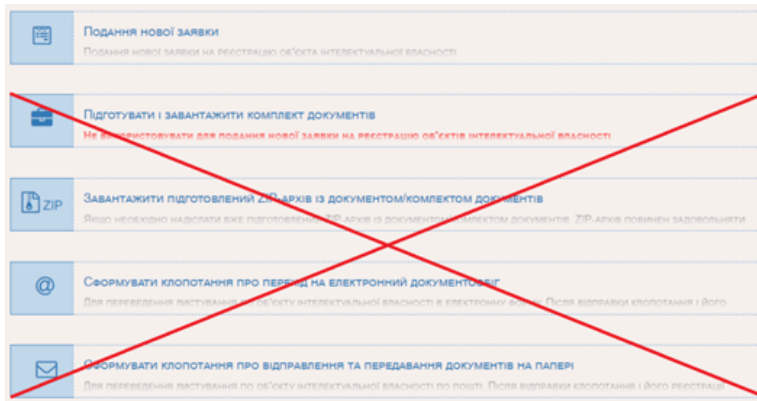 Подання нової заявки
Подання нової заявки на реєстрацію об'єкта інтелектуальної власності
Підготувати і завантажити комплект документів
Не використовувати для подання нової заявки на реєстрацію об'єктів інтелектуальної власності
ZIP
Завантажити підготовлений ZIP-архів із документом/комлектом документів
Якщо необхідно надіслати вже підготовлений ZIP-архів із документом/комплектом документів. ZIP-архів повинен задовольняти
@
Сформувати клопотання про перехід на електронний документообіг
Для переведення листування по об'єкту інтелектуальної власності в електронну форму. Після відправки клопотання і його
Сформувати клопотання про відправлення та передавання документів на папері
Для переведення листування по об'єкту інтелектуальної власності по пошті. Після відправки клопотання і його реєстрації